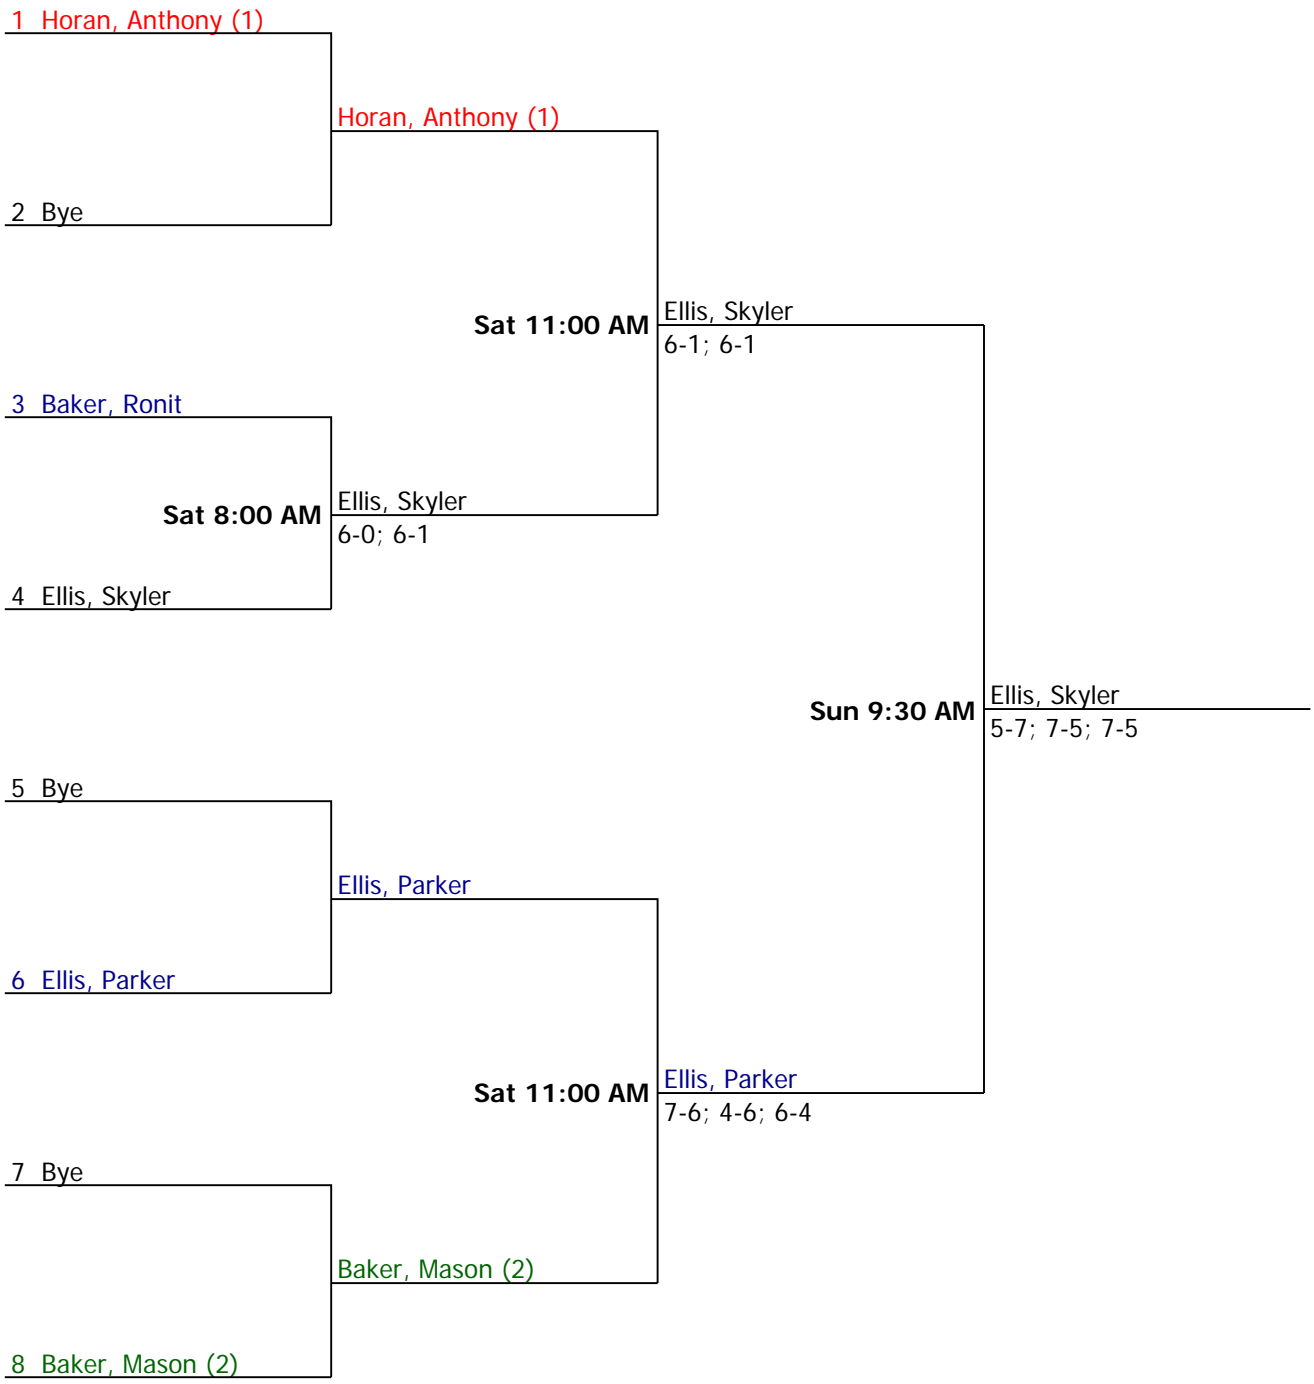 1 Horan, Anthony (1)
Horan, Anthony (1)
2 Bye
Sat 11:00 AM
Ellis, Skyler
6-1; 6-1
3 Baker, Ronit
Sat 8:00 AM
Ellis, Skyler
6-0; 6-1
4 Ellis, Skyler
Sun 9:30 AM
Ellis, Skyler
5-7; 7-5; 7-5
5 Bye
Ellis, Parker
6 Ellis, Parker
Sat 11:00 AM
Ellis, Parker
7-6; 4-6; 6-4
7 Bye
Baker, Mason (2)
8 Baker, Mason (2)